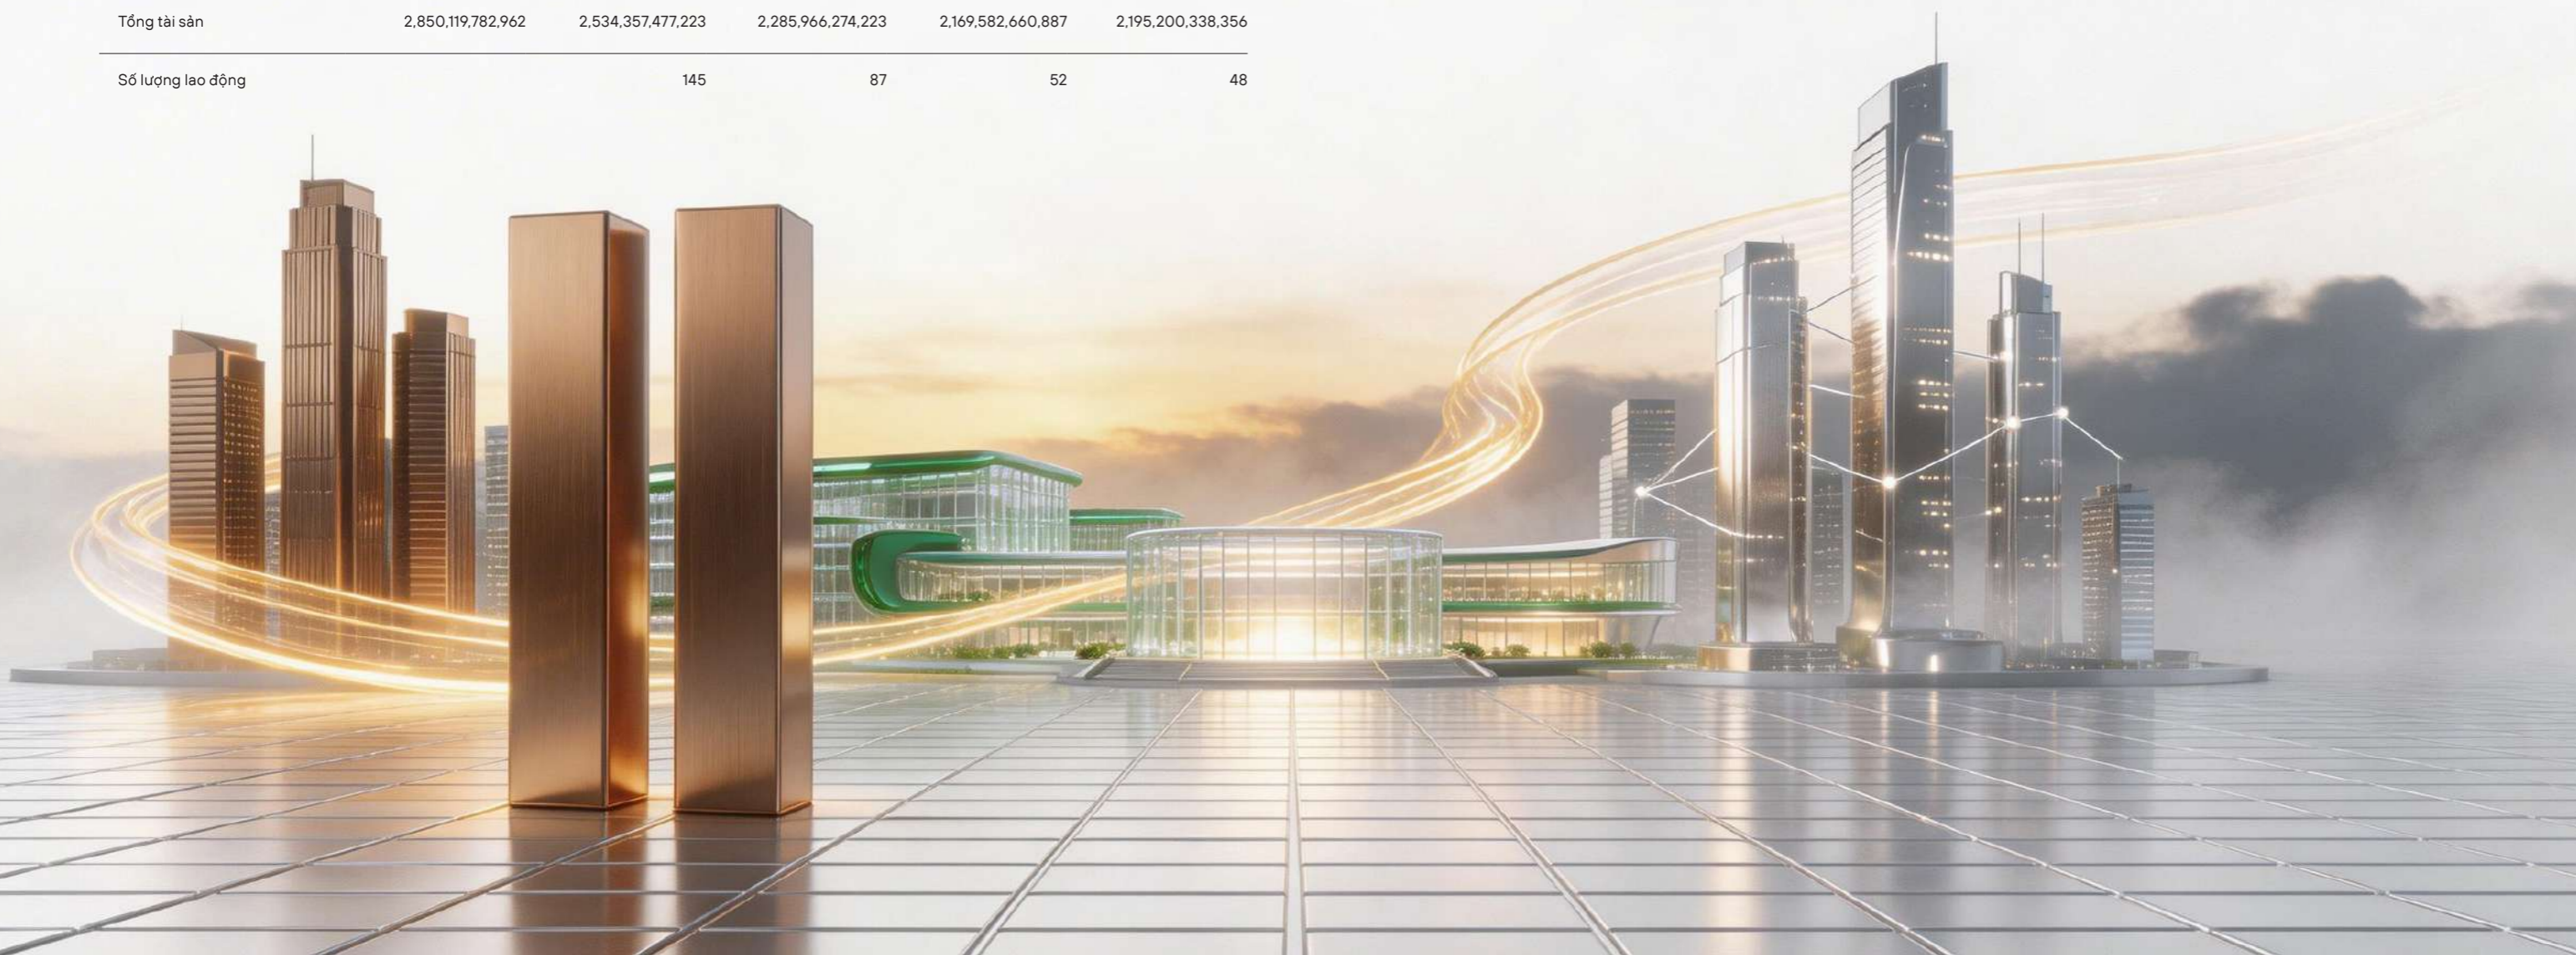 Tổng tài sản 2,850,119,782,962 2,534,357,477,223 2,285,966,274,223 2,169,582,660,887 2,195,200,338,356
Số lượng lao động 145 87 52 48